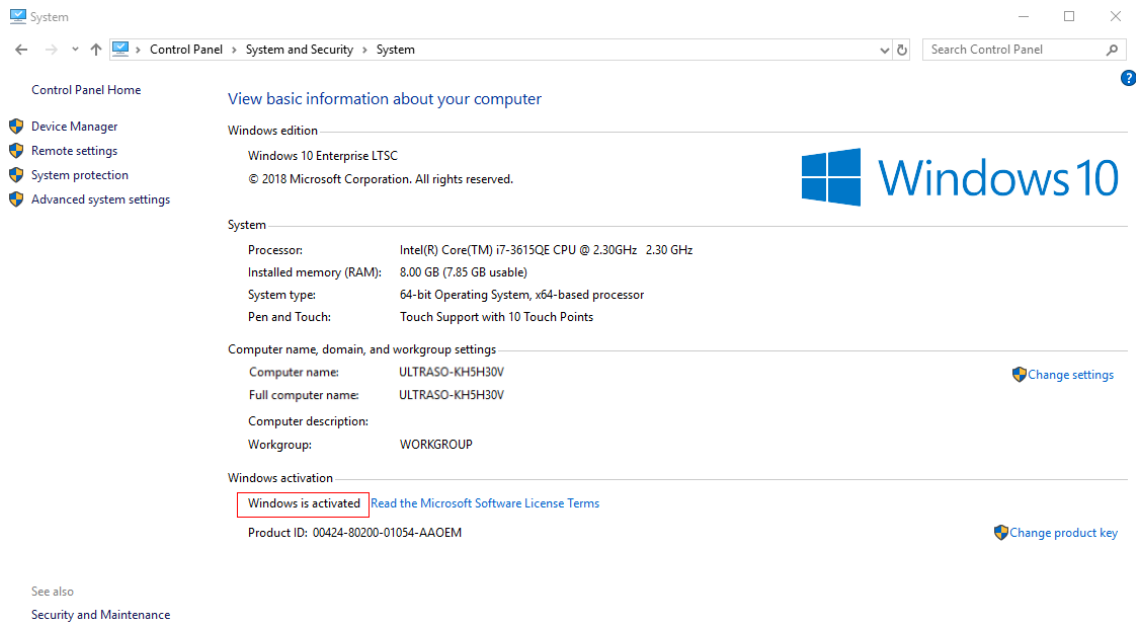 System
Control Panel > System and Security > System
Search Control Panel
?
Control Panel Home
Device Manager
Remote settings
System protection
Advanced system settings
View basic information about your computer
Windows edition
Windows 10 Enterprise LTSC
© 2018 Microsoft Corporation. All rights reserved.
Windows 10
System
Processor: Intel(R) Core(TM) i7-3615QE CPU @ 2.30GHz 2.30 GHz
Installed memory (RAM): 8.00 GB (7.85 GB usable)
System type: 64-bit Operating System, x64-based processor
Pen and Touch: Touch Support with 10 Touch Points
Computer name, domain, and workgroup settings
Computer name: ULTRASO-KH5H30V
Change settings
Full computer name: ULTRASO-KH5H30V
Computer description:
Workgroup: WORKGROUP
Windows activation
Windows is activated Read the Microsoft Software License Terms
Product ID: 00424-80200-01054-AAOEM
Change product key
See also
Security and Maintenance